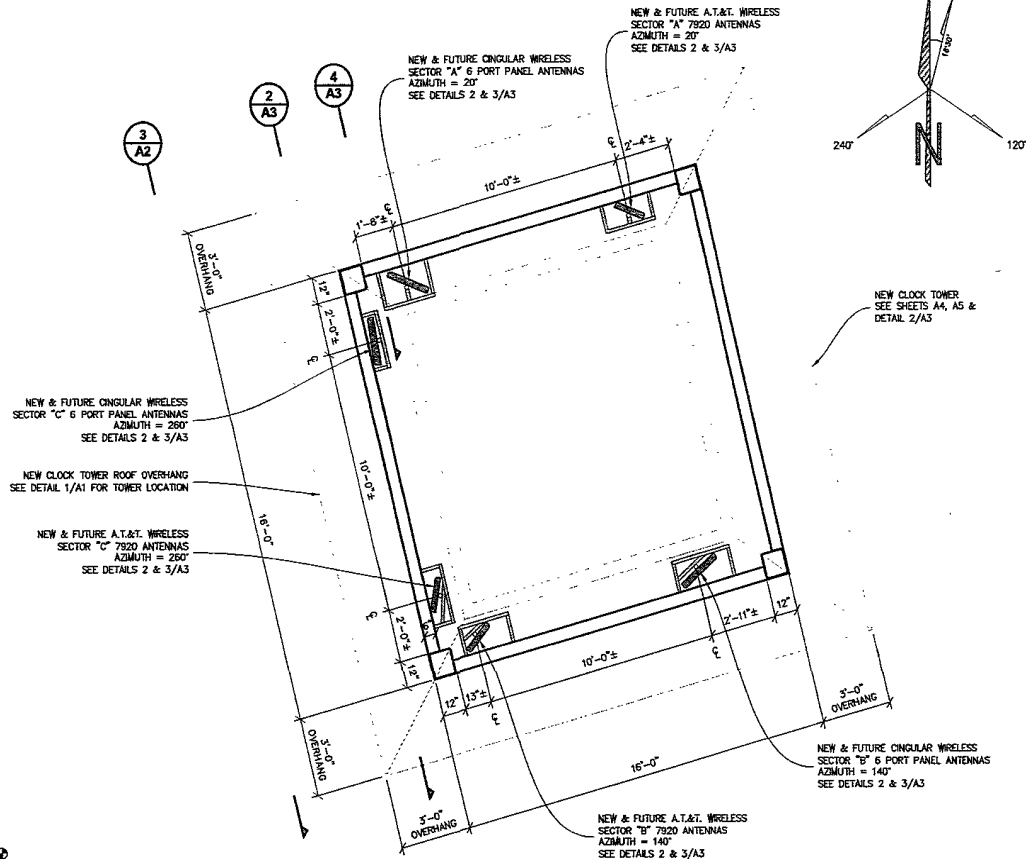 NEW & FUTURE A.T.&T. WIRELESS
SECTOR "A" 7920 ANTENNAS
AZIMUTH = 20°
SEE DETAILS 2 & 3/A3
NEW & FUTURE CINGULAR WIRELESS
SECTOR "A" 6 PORT PANEL ANTENNAS
AZIMUTH = 20°
SEE DETAILS 2 & 3/A3
4
A3
2
A3
3
A2
240°
120°
N
2'-4"±
10'-0"±
1'-8"±
3'-0"
OVERHANG
12"
2'-0"±
NEW CLOCK TOWER
SEE SHEETS A4, A5 &
DETAIL 2/A3
NEW & FUTURE CINGULAR WIRELESS
SECTOR "C" 6 PORT PANEL ANTENNAS
AZIMUTH = 260°
SEE DETAILS 2 & 3/A3
NEW CLOCK TOWER ROOF OVERHANG
SEE DETAIL 1/A1 FOR TOWER LOCATION
10'-0"±
16'-0"
NEW & FUTURE A.T.&T. WIRELESS
SECTOR "C" 7920 ANTENNAS
AZIMUTH = 260°
SEE DETAILS 2 & 3/A3
2'-0"±
12"
12"
13"±
10'-0"±
2'-11"±
12"
3'-0"
OVERHANG
3'-0"
OVERHANG
16'-0"
3'-0"
OVERHANG
NEW & FUTURE CINGULAR WIRELESS
SECTOR "B" 6 PORT PANEL ANTENNAS
AZIMUTH = 140°
SEE DETAILS 2 & 3/A3
NEW & FUTURE A.T.&T. WIRELESS
SECTOR "B" 7920 ANTENNAS
AZIMUTH = 140°
SEE DETAILS 2 & 3/A3